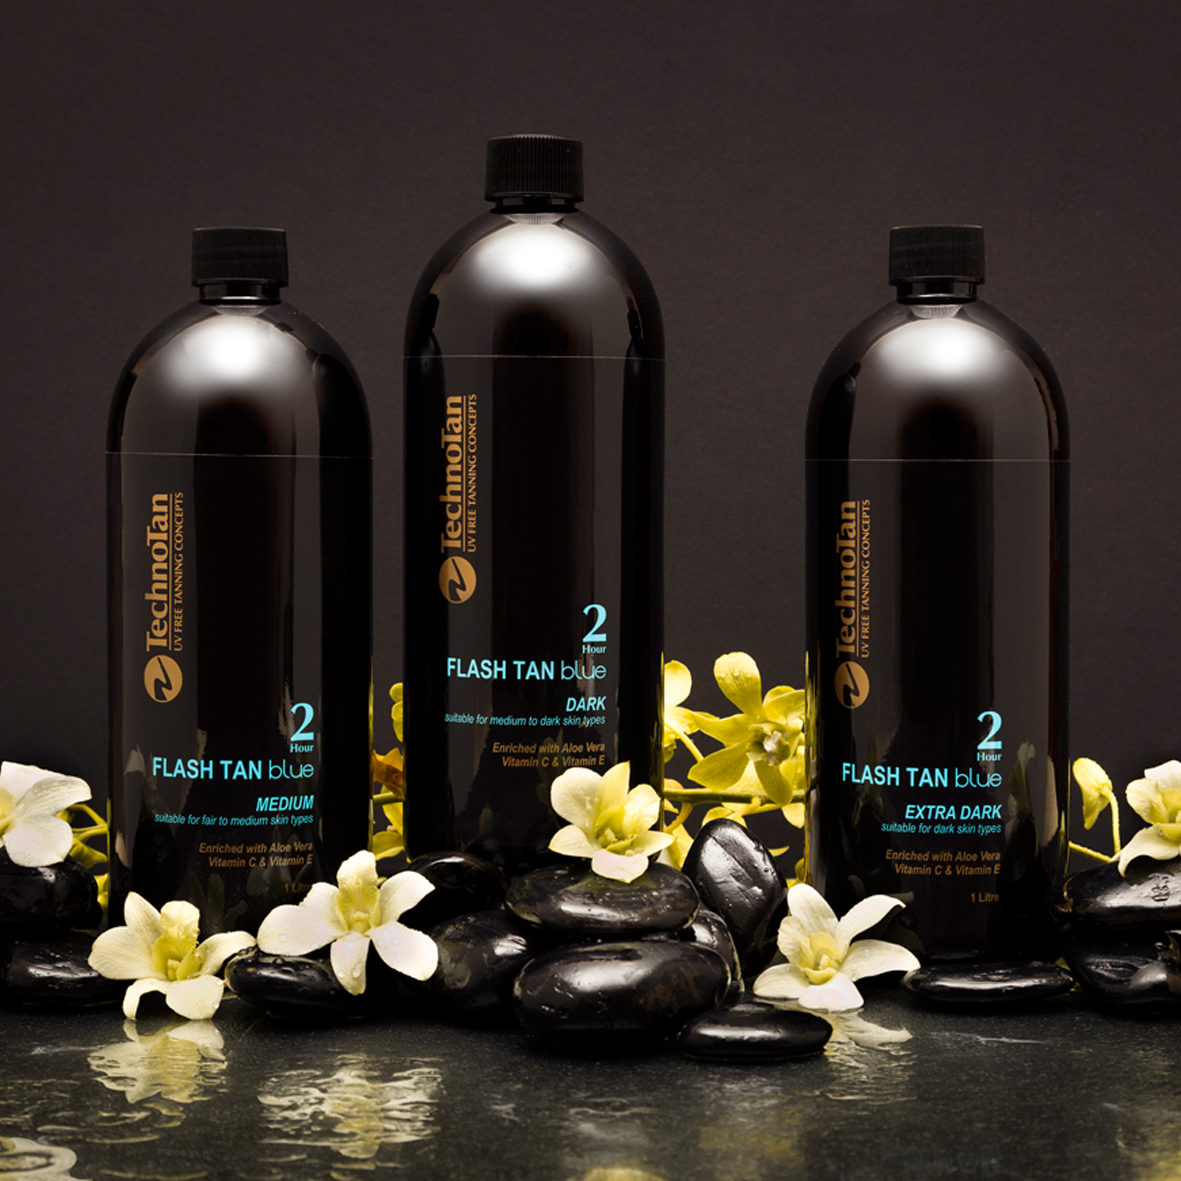 TechnoTan
UV FREE TANNING CONCEPTS
2
Hour
FLASH TAN blue
MEDIUM
suitable for fair to medium skin types
Enriched with Aloe Vera
Vitamin C & Vitamin E
1 Litre
TechnoTan
UV FREE TANNING CONCEPTS
2
Hour
FLASH TAN blue
DARK
suitable for medium to dark skin types
Enriched with Aloe Vera
Vitamin C & Vitamin E
TechnoTan
UV FREE TANNING CONCEPTS
2
Hour
FLASH TAN blue
EXTRA DARK
suitable for dark skin types
Enriched with Aloe Vera
Vitamin C & Vitamin E
1 Litre